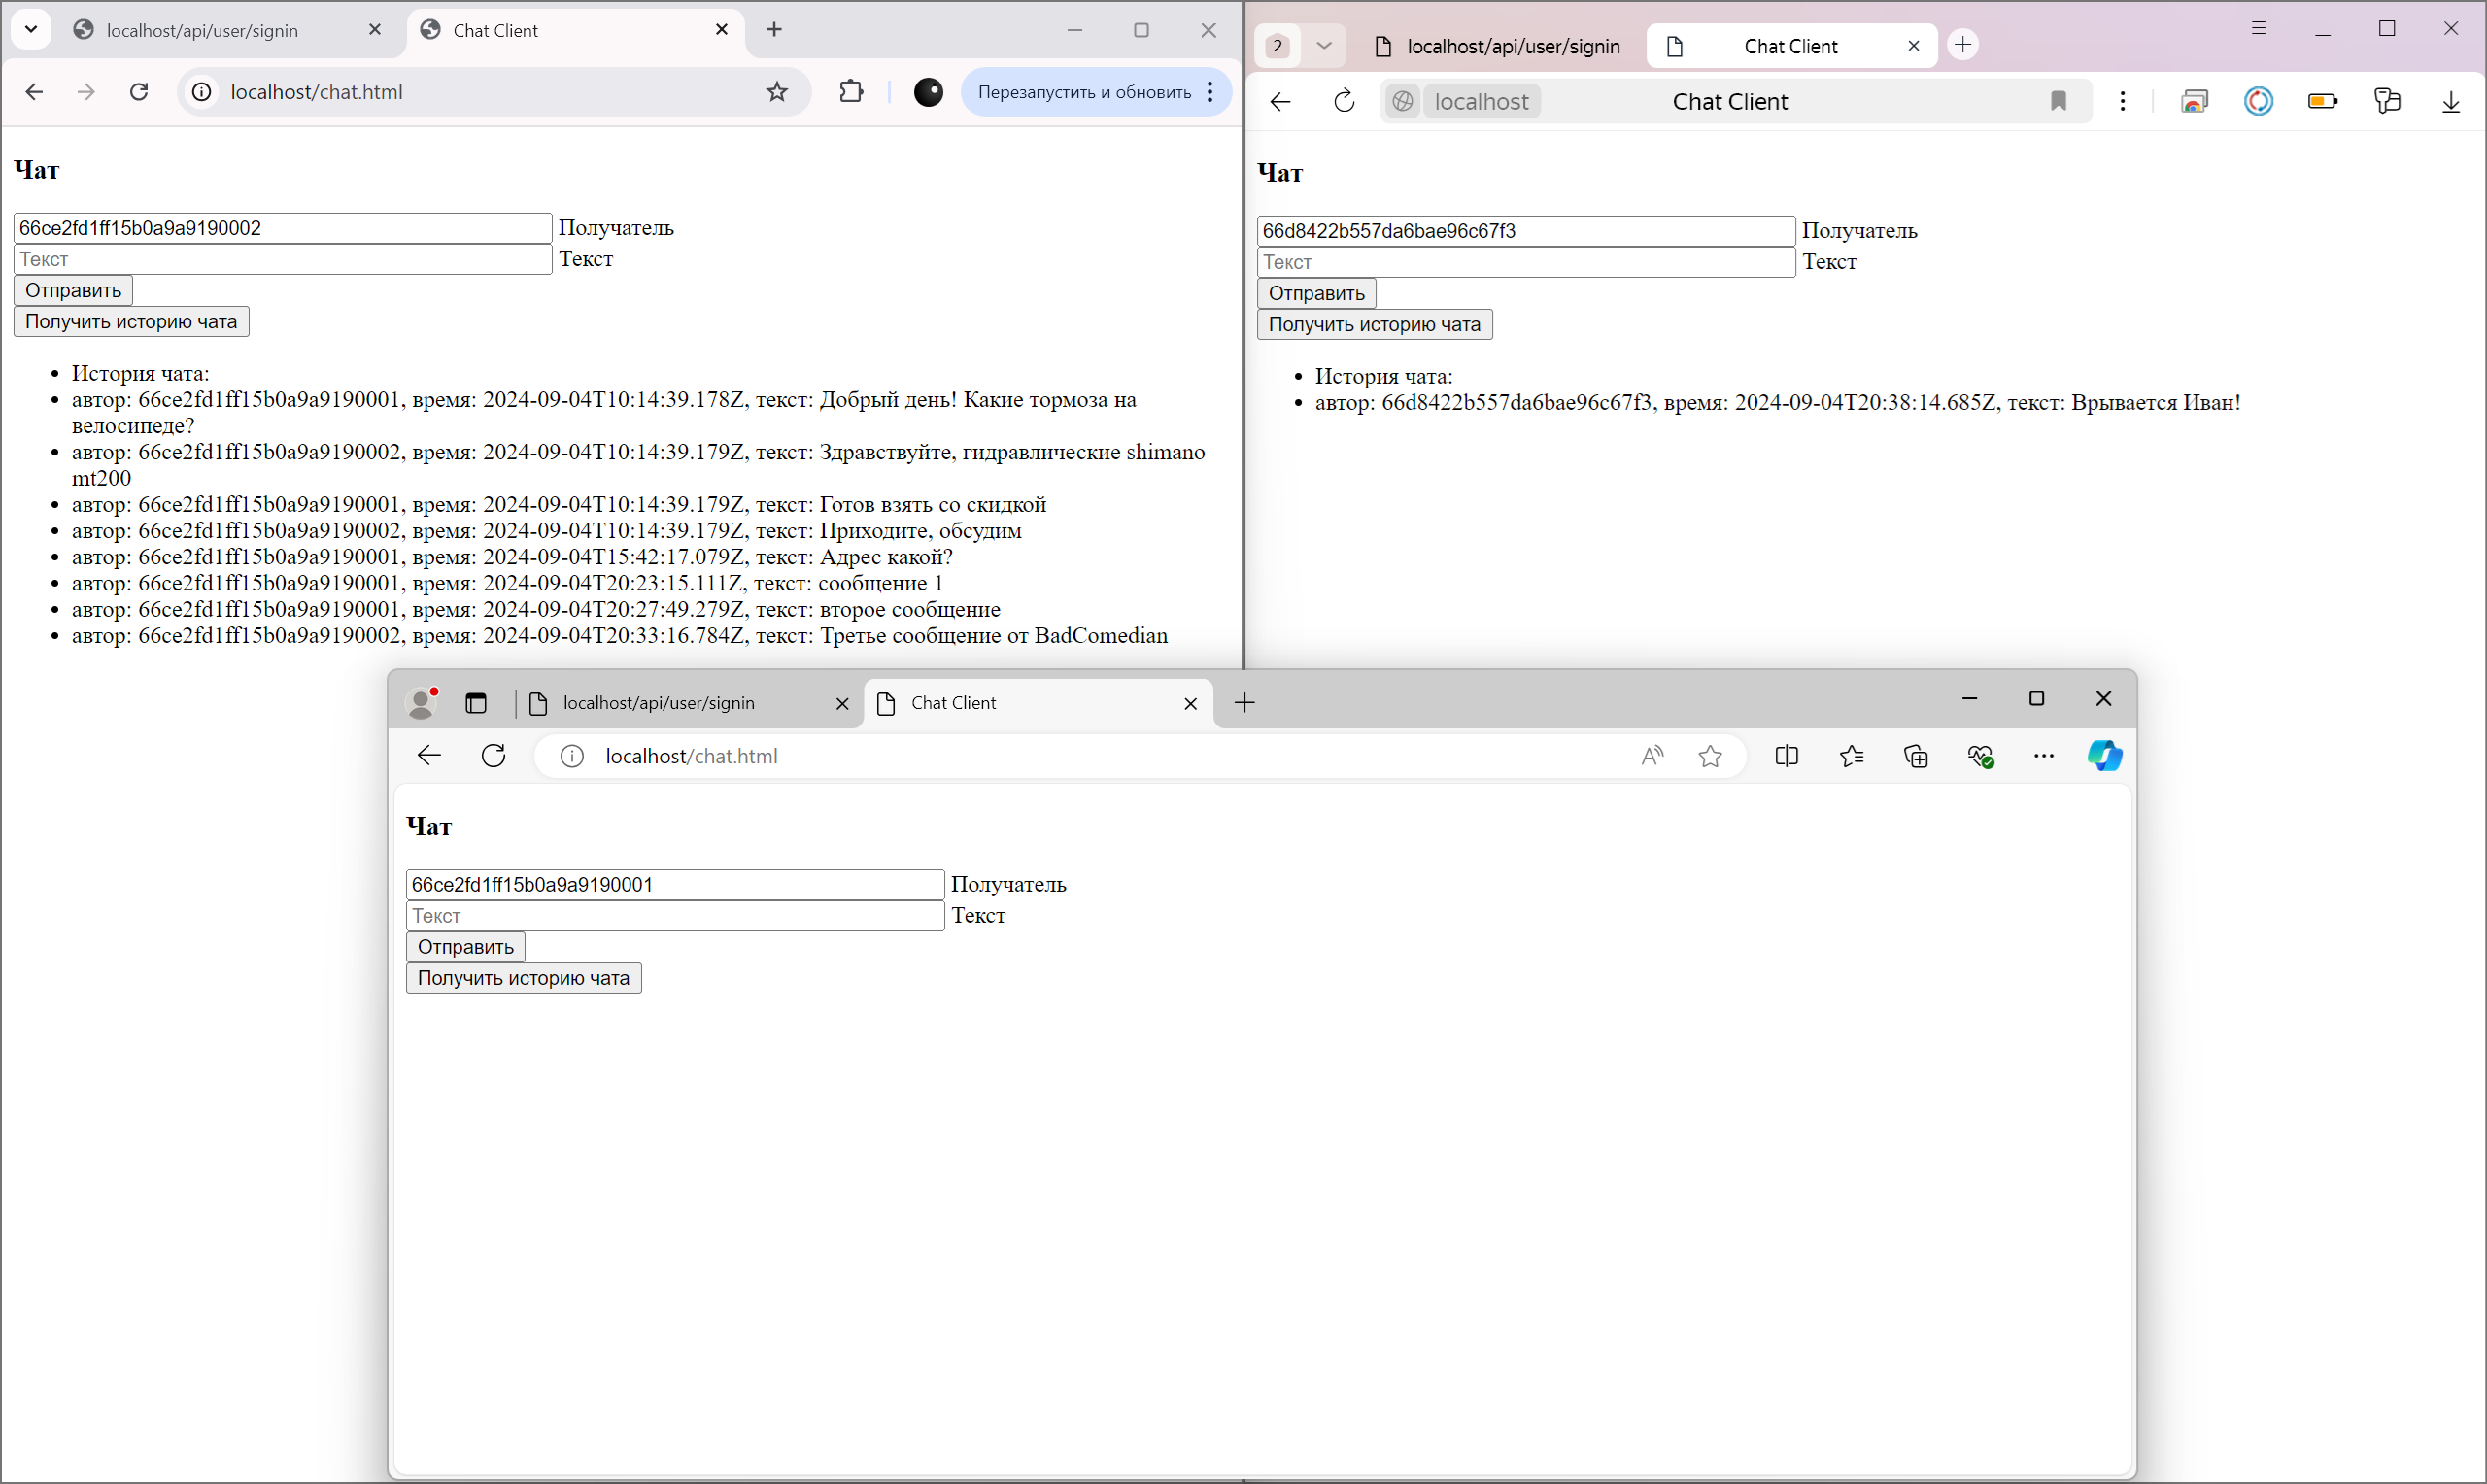 localhost/api/user/signin
Chat Client
localhost/chat.html
Перезапустить и обновить
Чат
66ce2fd1ff15b0a9a9190002 Получатель
Текст Текст
Отправить
Получить историю чата
История чата:
автор: 66ce2fd1ff15b0a9a9190001, время: 2024-09-04T10:14:39.178Z, текст: Добрый день! Какие тормоза на
велосипеде?
автор: 66ce2fd1ff15b0a9a9190002, время: 2024-09-04T10:14:39.179Z, текст: Здравствуйте, гидравлические shimano
mt200
автор: 66ce2fd1ff15b0a9a9190001, время: 2024-09-04T10:14:39.179Z, текст: Готов взять со скидкой
автор: 66ce2fd1ff15b0a9a9190002, время: 2024-09-04T10:14:39.179Z, текст: Приходите, обсудим
автор: 66ce2fd1ff15b0a9a9190001, время: 2024-09-04T15:42:17.079Z, текст: Адрес какой?
автор: 66ce2fd1ff15b0a9a9190001, время: 2024-09-04T20:23:15.111Z, текст: сообщение 1
автор: 66ce2fd1ff15b0a9a9190001, время: 2024-09-04T20:27:49.279Z, текст: второе сообщение
автор: 66ce2fd1ff15b0a9a9190002, время: 2024-09-04T20:33:16.784Z, текст: Третье сообщение от BadComedian
2
localhost/api/user/signin
Chat Client
localhost
Chat Client
Чат
66d8422b557da6bae96c67f3 Получатель
Текст Текст
Отправить
Получить историю чата
История чата:
автор: 66d8422b557da6bae96c67f3, время: 2024-09-04T20:38:14.685Z, текст: Врывается Иван!
localhost/api/user/signin
Chat Client
localhost/chat.html
Чат
66ce2fd1ff15b0a9a9190001 Получатель
Текст Текст
Отправить
Получить историю чата